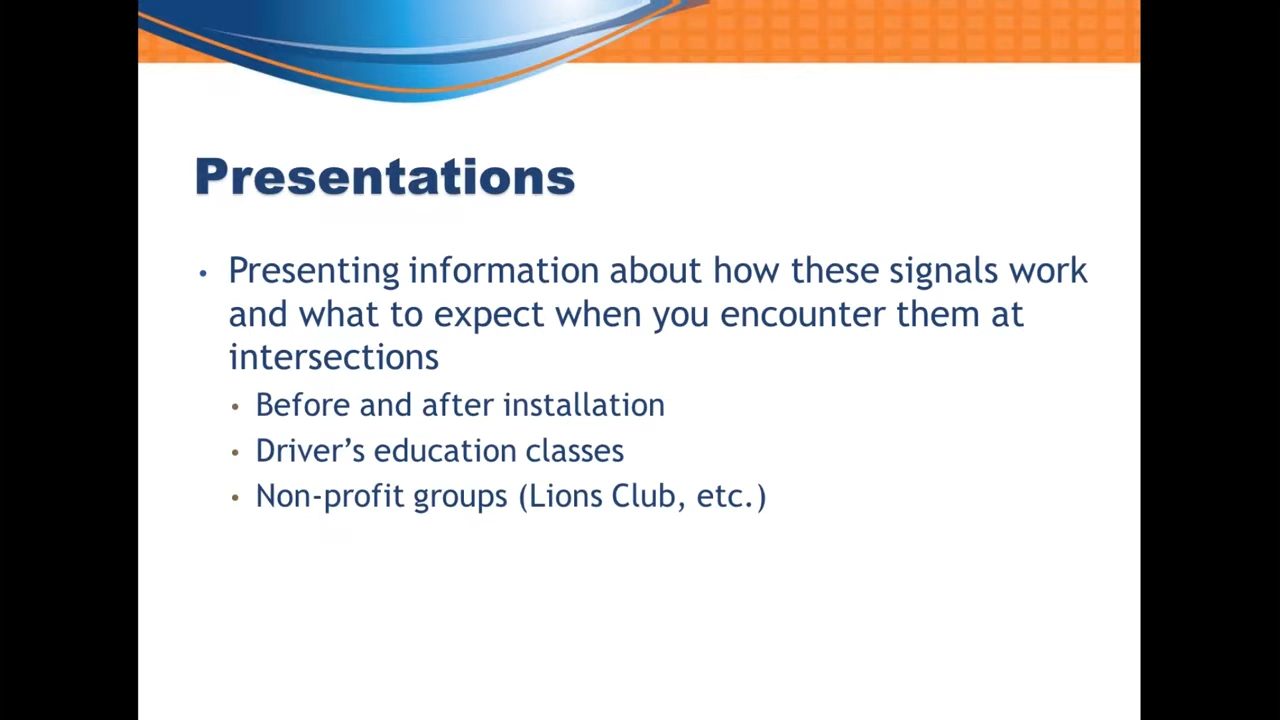 Presentations
• Presenting information about how these signals work
and what to expect when you encounter them at
intersections
• Before and after installation
• Driver’s education classes
• Non-profit groups (Lions Club, etc.)